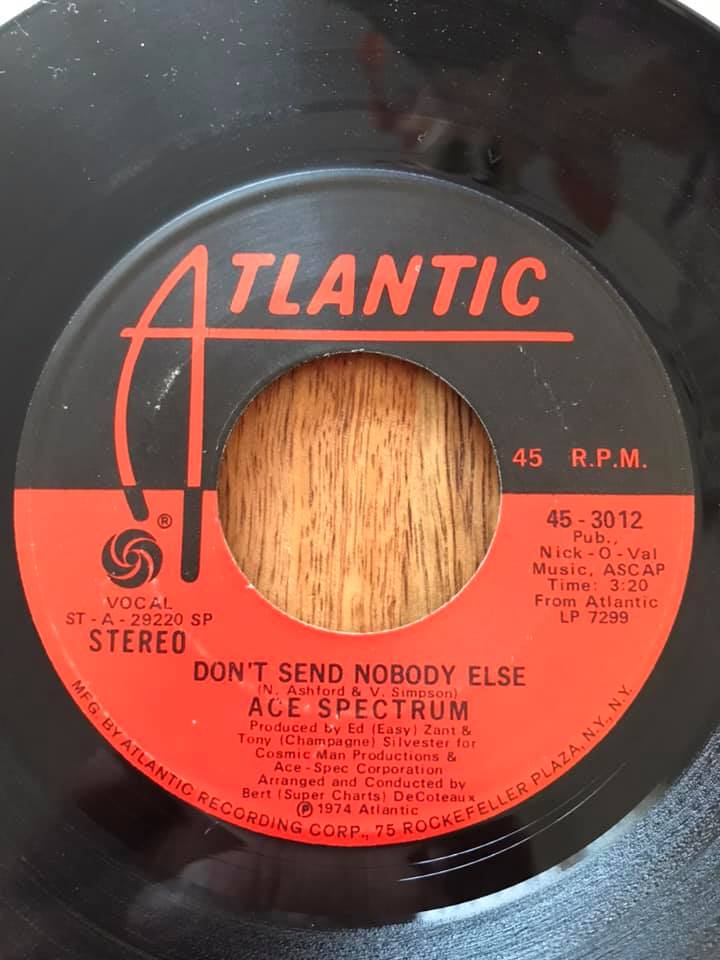 ATLANTIC
45 R.P.M.
®
VOCAL
ST-A-29220 SP
STEREO
45-3012
Pub.,
Nick-O-Val
Music, ASCAP
Time: 3:20
From Atlantic
LP 7299
DON'T SEND NOBODY ELSE
(N. Ashford & V. Simpson)
ACE SPECTRUM
Produced by Ed (Easy) Zant &
Tony (Champagne) Silvester for
Cosmic Man Productions &
Ace-Spec Corporation
Arranged and Conducted by
Bert (Super Charts) DeCoteaux
℗ 1974 Atlantic
MFG. BY ATLANTIC RECORDING CORP., 75 ROCKEFELLER PLAZA, N.Y., N.Y.